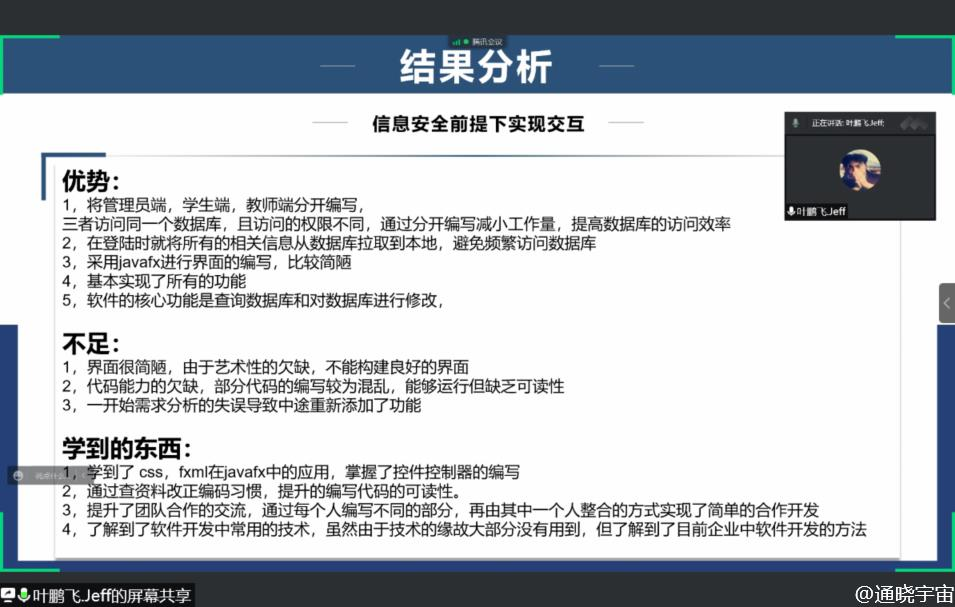 腾讯会议
结果分析
信息安全前提下实现交互
正在讲话: 叶鹏飞.Jeff;
叶鹏飞.Jeff
优势：
1，将管理员端，学生端，教师端分开编写，
三者访问同一个数据库，且访问的权限不同，通过分开编写减小工作量，提高数据库的访问效率
2，在登陆时就将所有的相关信息从数据库拉取到本地，避免频繁访问数据库
3，采用javafx进行界面的编写，比较简陋
4，基本实现了所有的功能
5，软件的核心功能是查询数据库和对数据库进行修改，
不足：
1，界面很简陋，由于艺术性的欠缺，不能构建良好的界面
2，代码能力的欠缺，部分代码的编写较为混乱，能够运行但缺乏可读性
3，一开始需求分析的失误导致中途重新添加了功能
学到的东西：
1，学到了 css，fxml在javafx中的应用，掌握了控件控制器的编写
2，通过查资料改正编码习惯，提升的编写代码的可读性。
3，提升了团队合作的交流，通过每个人编写不同的部分，再由其中一个人整合的方式实现了简单的合作开发
4，了解到了软件开发中常用的技术，虽然由于技术的缘故大部分没有用到，但了解到了目前企业中软件开发的方法
叶鹏飞.Jeff的屏幕共享
@通晓宇宙